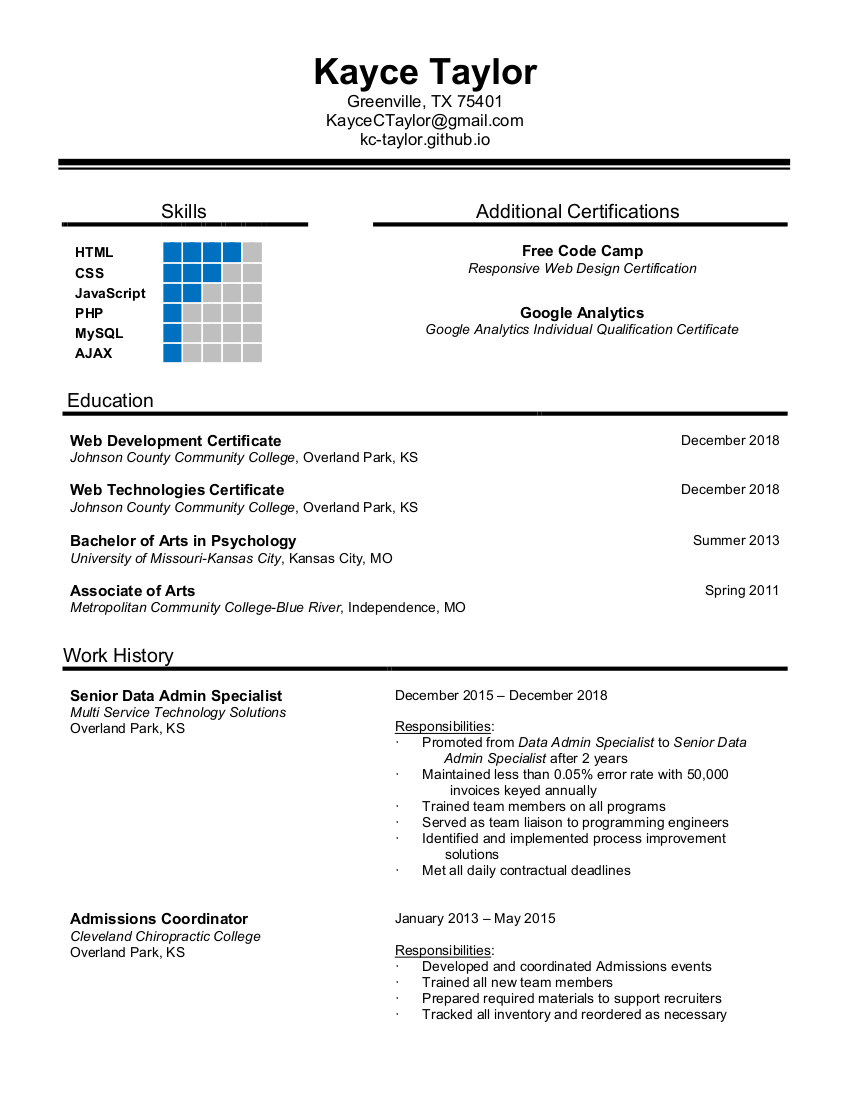 Kayce Taylor
Greenville, TX 75401
KayceCTaylor@gmail.com
kc-taylor.github.io
Skills
HTML
CSS
JavaScript
PHP
MySQL
AJAX
Additional Certifications
Free Code Camp
Responsive Web Design Certification
Google Analytics
Google Analytics Individual Qualification Certificate
Education
Web Development Certificate December 2018
Johnson County Community College, Overland Park, KS
Web Technologies Certificate December 2018
Johnson County Community College, Overland Park, KS
Bachelor of Arts in Psychology Summer 2013
University of Missouri-Kansas City, Kansas City, MO
Associate of Arts Spring 2011
Metropolitan Community College-Blue River, Independence, MO
Work History
Senior Data Admin Specialist
Multi Service Technology Solutions
Overland Park, KS
December 2015 – December 2018
Responsibilities:
· Promoted from Data Admin Specialist to Senior Data
Admin Specialist after 2 years
· Maintained less than 0.05% error rate with 50,000
invoices keyed annually
· Trained team members on all programs
· Served as team liaison to programming engineers
· Identified and implemented process improvement
solutions
· Met all daily contractual deadlines
Admissions Coordinator
Cleveland Chiropractic College
Overland Park, KS
January 2013 – May 2015
Responsibilities:
· Developed and coordinated Admissions events
· Trained all new team members
· Prepared required materials to support recruiters
· Tracked all inventory and reordered as necessary